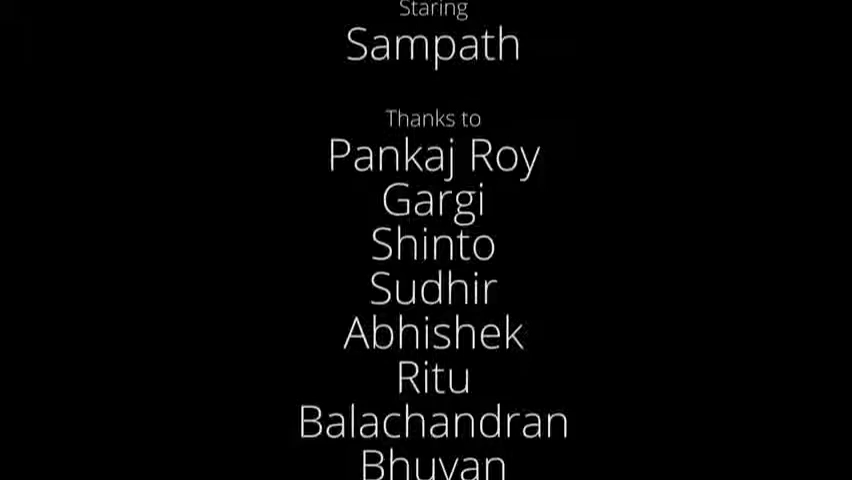 Staring
Sampath
Thanks to
Pankaj Roy
Gargi
Shinto
Sudhir
Abhishek
Ritu
Balachandran
Bhuvan